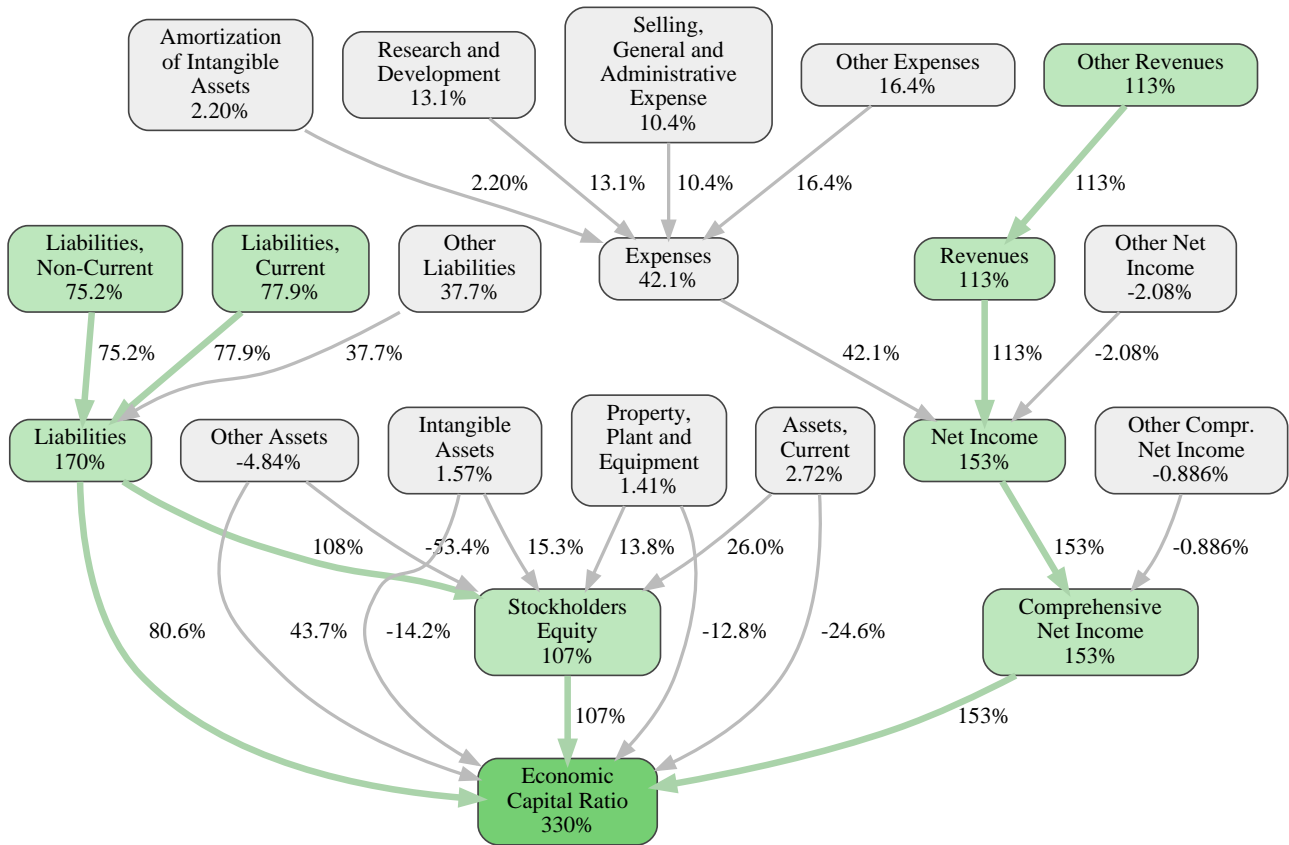 Amortization
of Intangible
Assets
2.20%
Research and
Development
13.1%
Selling,
General and
Administrative
Expense
10.4%
Other Expenses
16.4%
Other Revenues
113%
2.20%
13.1%
10.4%
16.4%
113%
Liabilities,
Non-Current
75.2%
Liabilities,
Current
77.9%
Other
Liabilities
37.7%
Expenses
42.1%
Revenues
113%
Other Net
Income
-2.08%
75.2%
77.9%
37.7%
42.1%
113%
-2.08%
Liabilities
170%
Other Assets
-4.84%
Intangible
Assets
1.57%
Property,
Plant and
Equipment
1.41%
Assets,
Current
2.72%
Net Income
153%
Other Compr.
Net Income
-0.886%
108%
-53.4%
15.3%
13.8%
26.0%
153%
-0.886%
Stockholders
Equity
107%
Comprehensive
Net Income
153%
80.6%
43.7%
-14.2%
-12.8%
-24.6%
107%
153%
Economic
Capital Ratio
330%